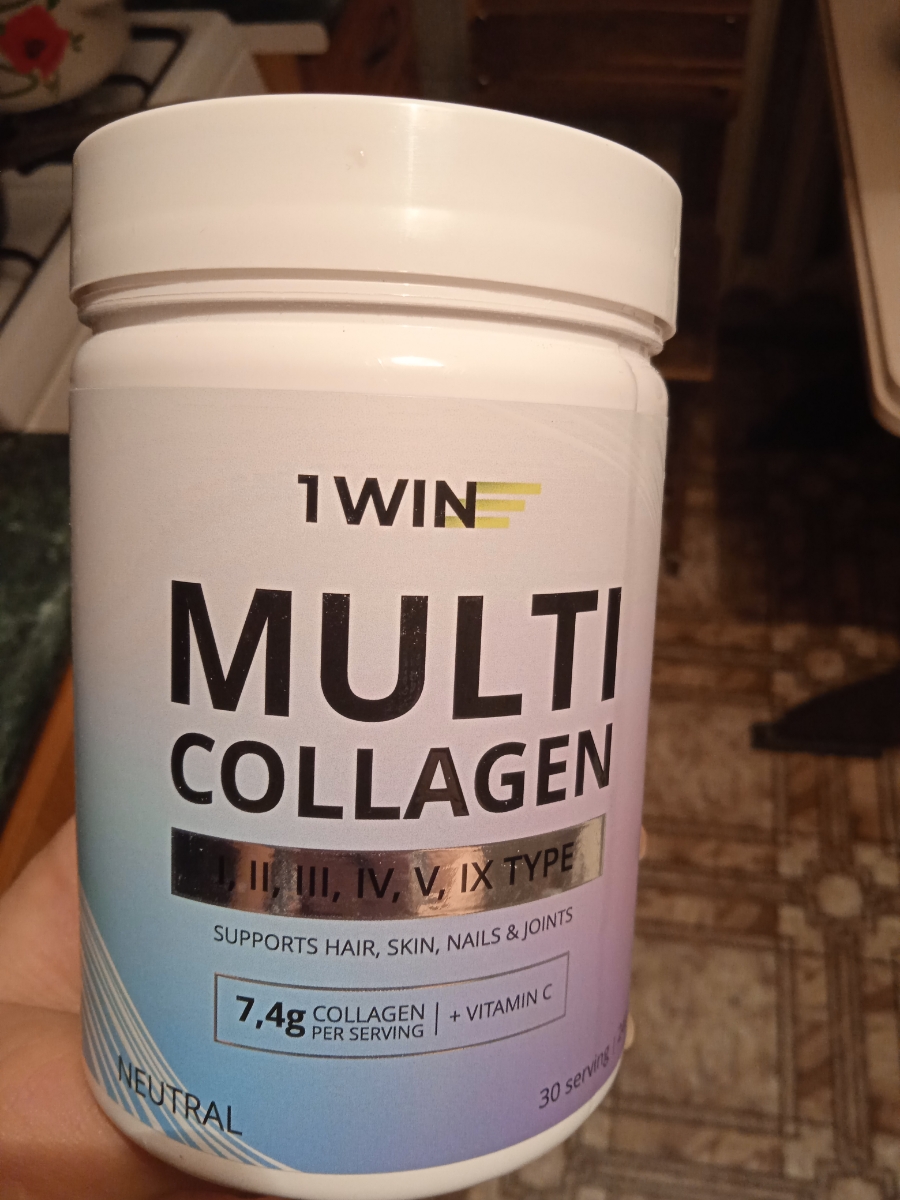 1WIN
MULTI
COLLAGEN
I, II, III, IV, V, IX TYPE
SUPPORTS HAIR, SKIN, NAILS & JOINTS
7,4g COLLAGEN PER SERVING | + VITAMIN C
NEUTRAL
30 serving